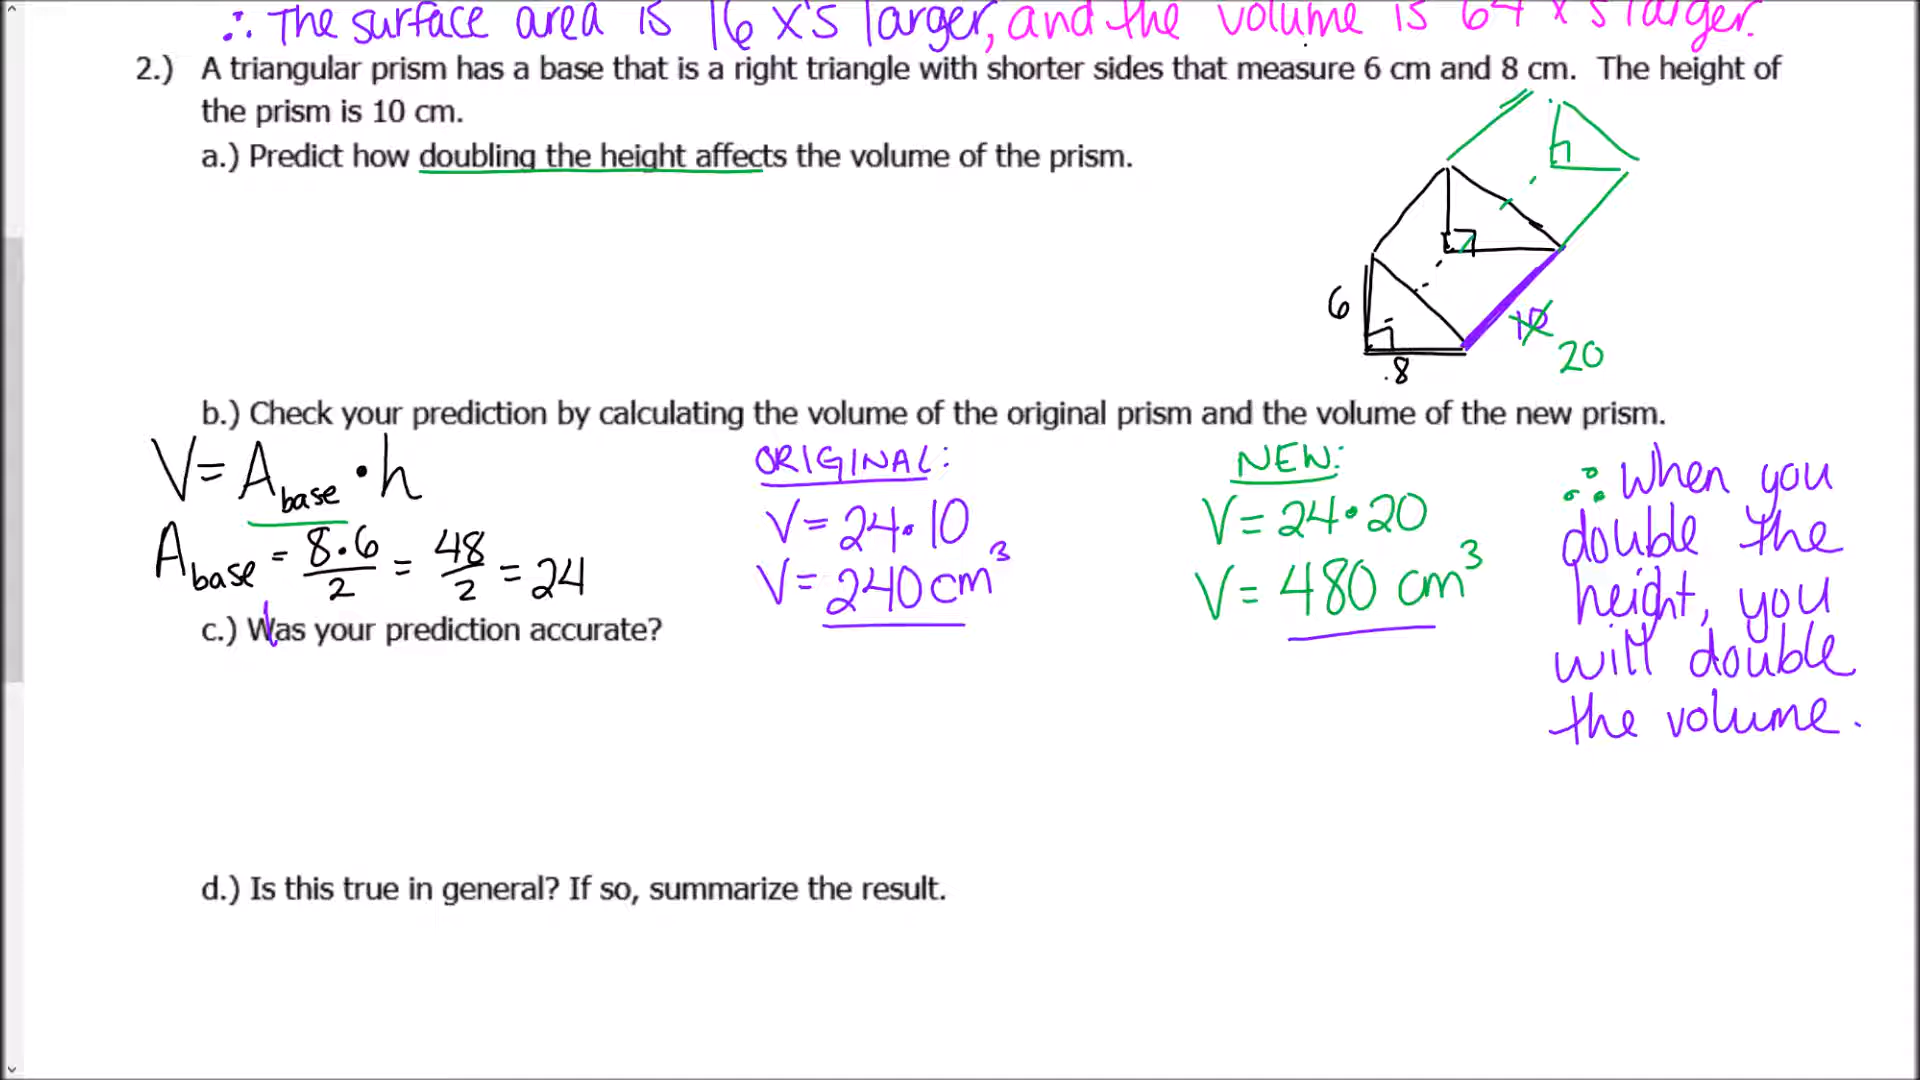 ∴ The surface area is 16 x's larger, and the volume is 64 x's larger.
2.) A triangular prism has a base that is a right triangle with shorter sides that measure 6 cm and 8 cm. The height of
the prism is 10 cm.
a.) Predict how doubling the height affects the volume of the prism.
6
10
20
8
b.) Check your prediction by calculating the volume of the original prism and the volume of the new prism.
V = A base • h
A base = 8•6/2 = 48/2 = 24
ORIGINAL:
V = 24 • 10
V = 240 cm³
NEW:
V = 24 • 20
V = 480 cm³
∴ When you
double the
height, you
will double
the volume.
c.) Was your prediction accurate?
d.) Is this true in general? If so, summarize the result.